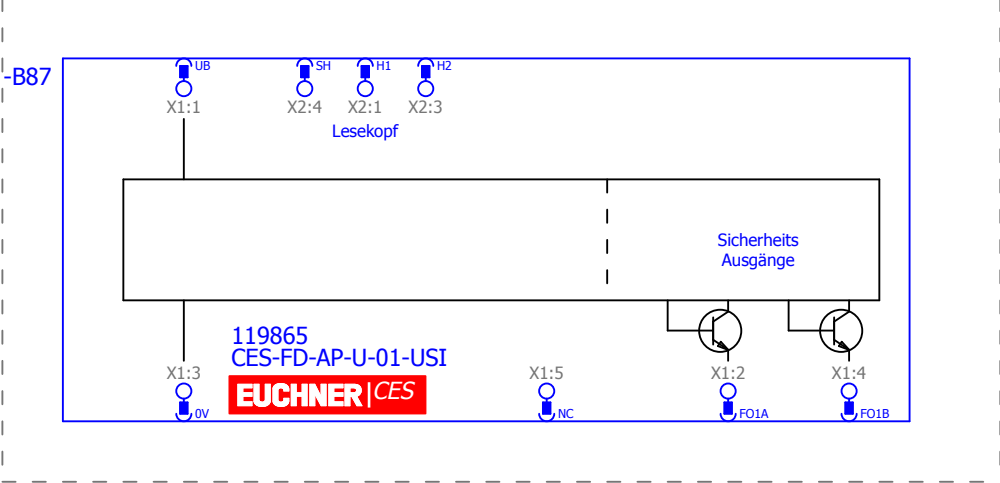 -B87
UB SH H1 H2
X1:1 X2:4 X2:1 X2:3
Lesekopf
Sicherheits
Ausgänge
119865
CES-FD-AP-U-01-USI
EUCHNER CES
X1:3 X1:5 X1:2 X1:4
0V NC FO1A FO1B